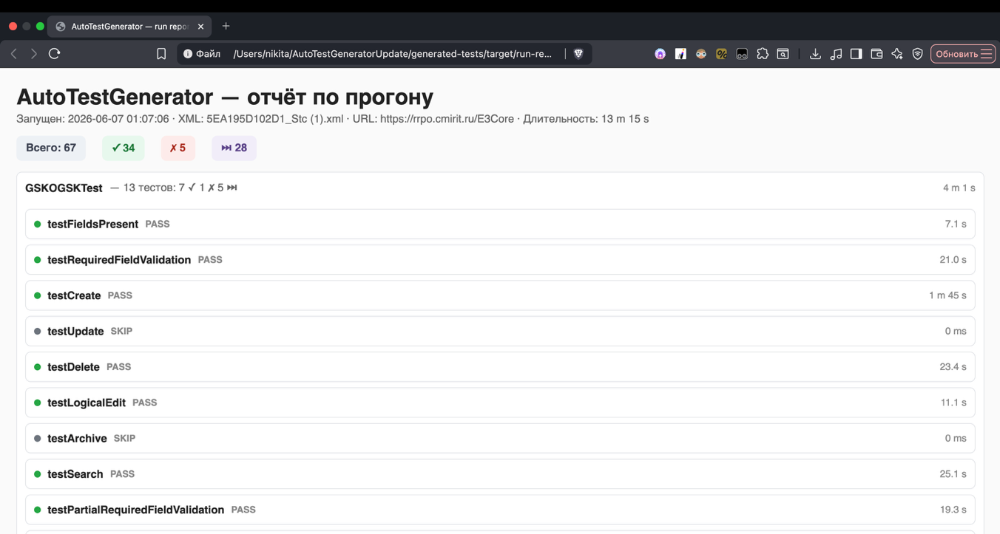 AutoTestGenerator — run repo
Файл /Users/nikita/AutoTestGeneratorUpdate/generated-tests/target/run-re...
Обновить
AutoTestGenerator — отчёт по прогону
Запущен: 2026-06-07 01:07:06 · XML: 5EA195D102D1_Stc (1).xml · URL: https://rrpo.cmirit.ru/E3Core · Длительность: 13 m 15 s
Всего: 67 ✓ 34 ✗ 5 ⏭ 28
GSKOGSKTest — 13 тестов: 7 ✓ 1 ✗ 5 ⏭ 4 m 1 s
testFieldsPresent PASS 7.1 s
testRequiredFieldValidation PASS 21.0 s
testCreate PASS 1 m 45 s
testUpdate SKIP 0 ms
testDelete PASS 23.4 s
testLogicalEdit PASS 11.1 s
testArchive SKIP 0 ms
testSearch PASS 25.1 s
testPartialRequiredFieldValidation PASS 19.3 s